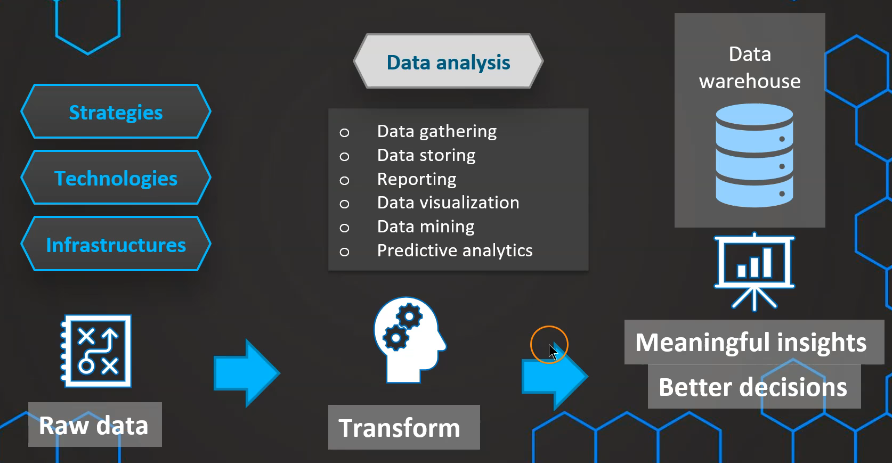 Strategies
Technologies
Infrastructures
Raw data
Data analysis
Data gathering
Data storing
Reporting
Data visualization
Data mining
Predictive analytics
Transform
Data
warehouse
Meaningful insights
Better decisions